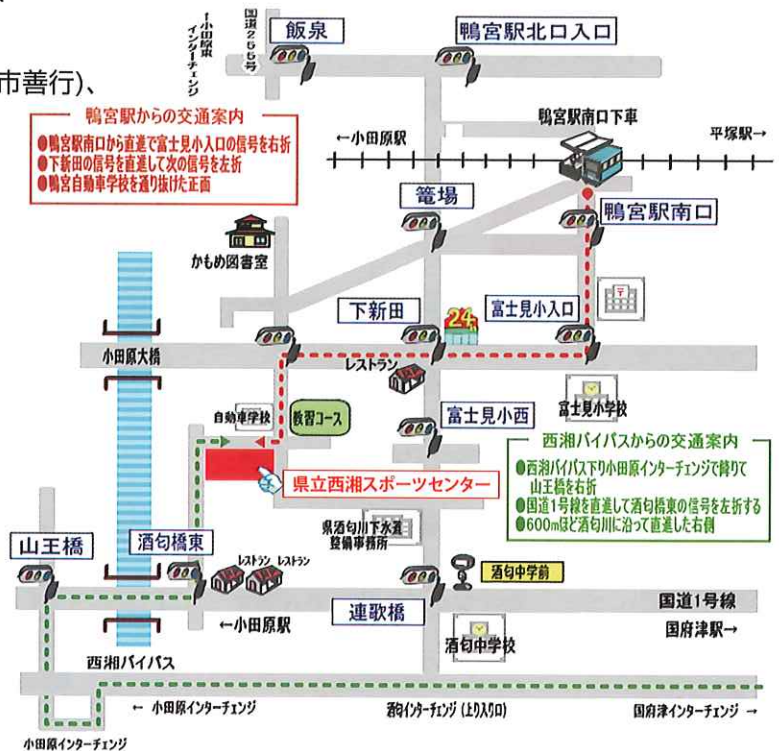 市善行)、
←小田原東
インターチェンジ
国道255号
飯泉
鴨宮駅北口入口
鴨宮駅からの交通案内
●鴨宮駅南口から直進で富士見小入口の信号を右折
●下新田の信号を直進して次の信号を左折
●鴨宮自動車学校を通り抜けた正面
鴨宮駅南口下車
←小田原駅
平塚駅→
籠場
鴨宮駅南口
かもめ図書室
〒
下新田
24
富士見小入口
小田原大橋
レストラン
自動車学校
教習コース
富士見小西
富士見小学校
県立西湘スポーツセンター
西湘バイパスからの交通案内
●西湘バイパス下り小田原インターチェンジで降りて
山王橋を右折
●国道1号線を直進して酒匂橋東の信号を左折する
●600mほど酒匂川に沿って直進した右側
県酒匂川下水道
整備事務所
山王橋
酒匂橋東
レストラン
レストラン
酒匂中学前
国道1号線
←小田原駅
連歌橋
国府津駅→
酒匂中学校
西湘バイパス
← 小田原インターチェンジ
酒匂インターチェンジ(上り入り口)
国府津インターチェンジ→
小田原インターチェンジ